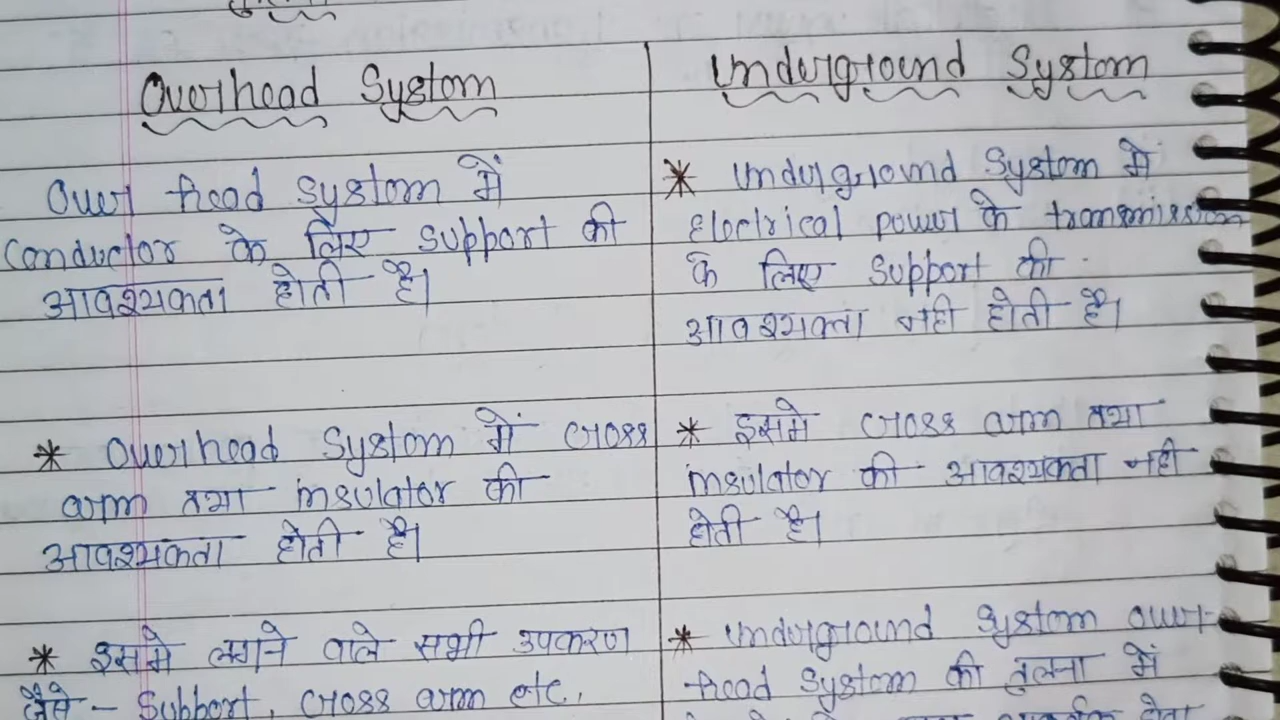 Overhead System
Over head System में
Conductor के लिए support की
आवश्यकता होती है।
* Overhead System में cross
arm तथा insulator की
आवश्यकता होती है।
* इसमे लगने वाले सभी उपकरण
जैसे - Support, cross arm etc.
Underground System
* Underground System मे
Electrical power के transmission
के लिए support की
आवश्यकता नही होती है।
* इसमे cross arm तथा
insulator की आवश्यकता नही
होती है।
* Underground System over-
head System की तुलना में